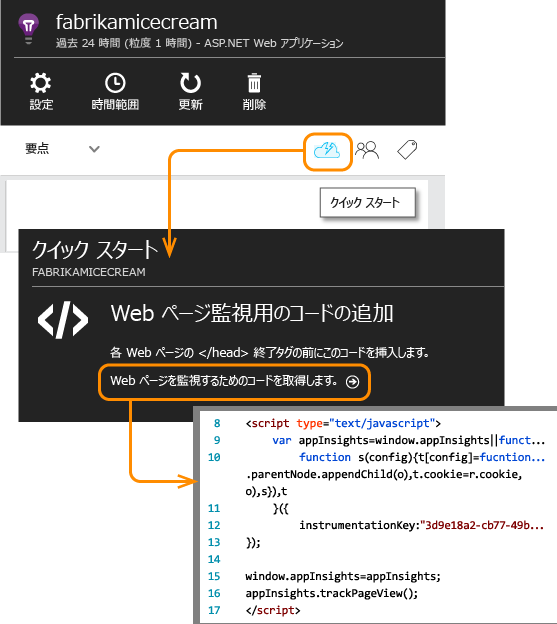 fabrikamicecream
過去 24 時間 (粒度 1 時間) - ASP.NET Web アプリケーション
設定 時間範囲 更新 削除
要点
クイック スタート
クイック スタート
FABRIKAMICECREAM
</> Web ページ監視用のコードの追加
各 Web ページの </head> 終了タグの前にこのコードを挿入します。
Web ページを監視するためのコードを取得します。
8 <script type="text/javascript">
9 var appInsights=window.appInsights||funct...
10 function s(config){t[config]=fucntion...
.parentNode.appendChild(o),t.cookie=r.cookie,
o),s}),t
11 }({
12 instrumentationKey:"3d9e18a2-cb77-49b...
13 });
14
15 window.appInsights=appInsights;
16 appInsights.trackPageView();
17 </script>